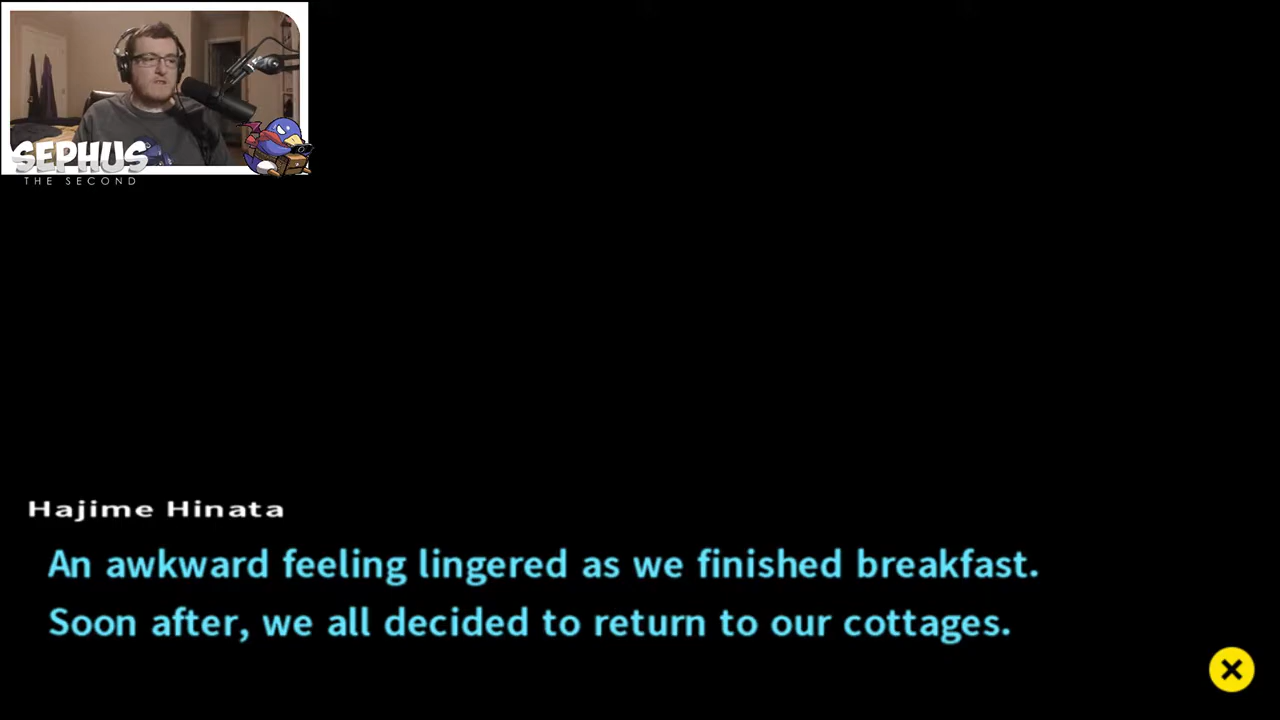 SEPHUS
THE SECOND
Hajime Hinata
An awkward feeling lingered as we finished breakfast.
Soon after, we all decided to return to our cottages.